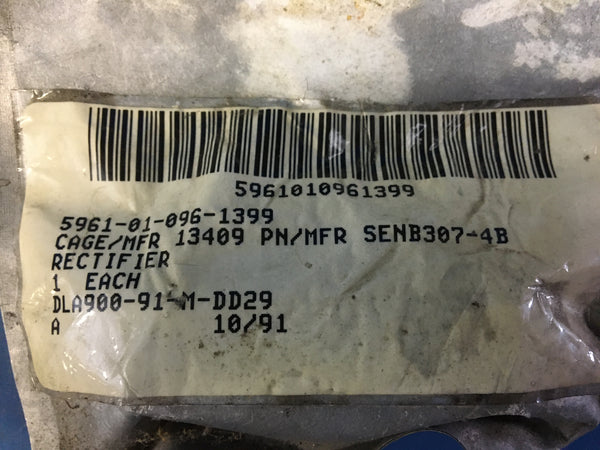 5961010961399
5961-01-096-1399
CAGE/MFR 13409 PN/MFR SENB307-4B
RECTIFIER
1 EACH
DLA900-91-M-DD29
A 10/91